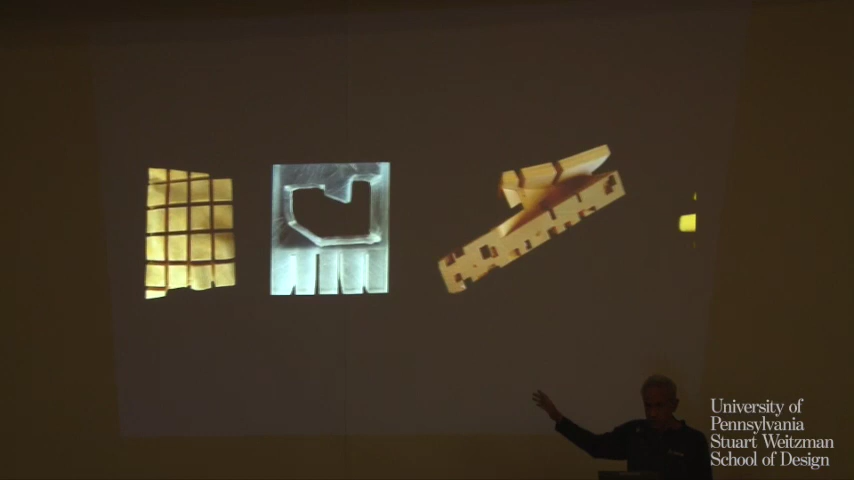 University of
Pennsylvania
Stuart Weitzman
School of Design